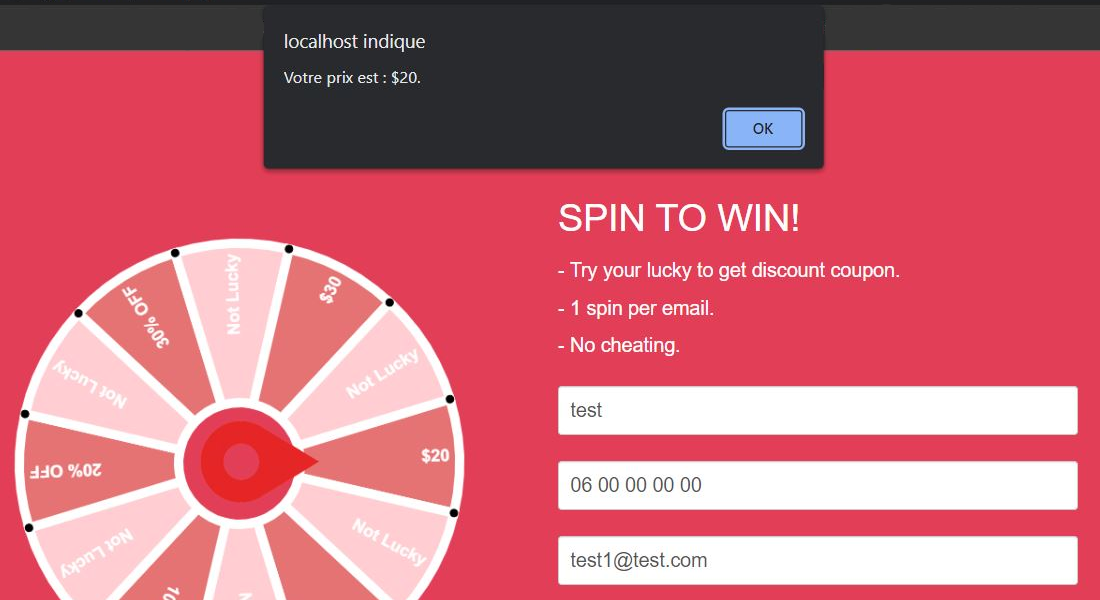 localhost indique
Votre prix est : $20.
OK
SPIN TO WIN!
- Try your lucky to get discount coupon.
- 1 spin per email.
- No cheating.
test
06 00 00 00 00
test1@test.com
Not Lucky
$30
Not Lucky
$20
Not Lucky
Not Lucky
20% OFF
Not Lucky
30% OFF